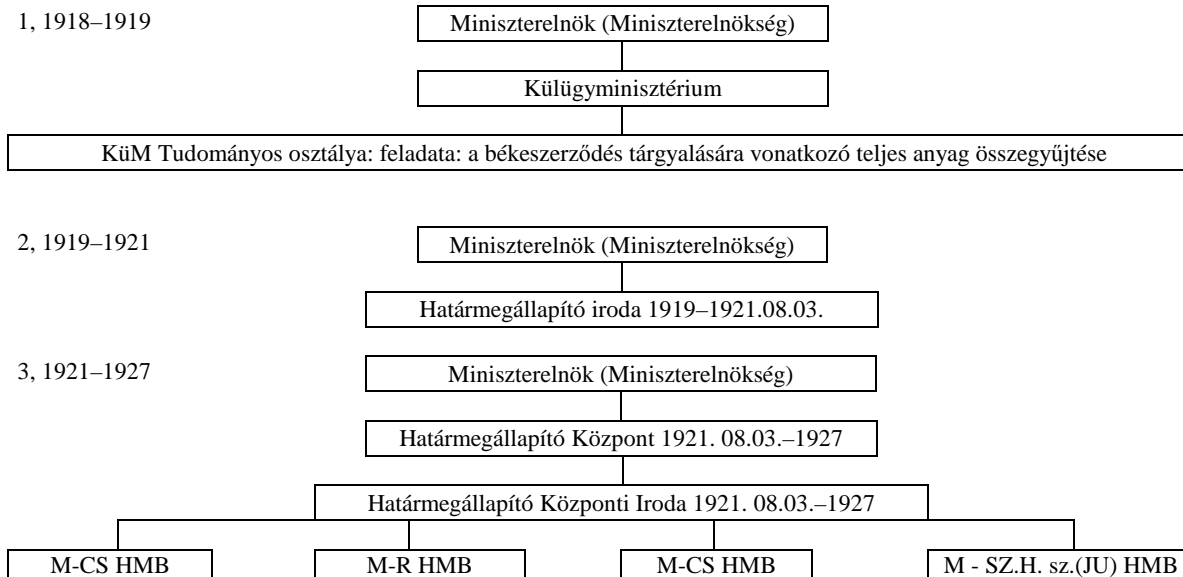 1, 1918–1919
Miniszterelnök (Miniszterelnökség)
Külügyminisztérium
KüM Tudományos osztálya: feladata: a békeszerződés tárgyalására vonatkozó teljes anyag összegyűjtése
2, 1919–1921
Miniszterelnök (Miniszterelnökség)
Határmegállapító iroda 1919–1921.08.03.
3, 1921–1927
Miniszterelnök (Miniszterelnökség)
Határmegállapító Központ 1921. 08.03.–1927
Határmegállapító Központi Iroda 1921. 08.03.–1927
M-CS HMB
M-R HMB
M-CS HMB
M - SZ.H. sz.(JU) HMB